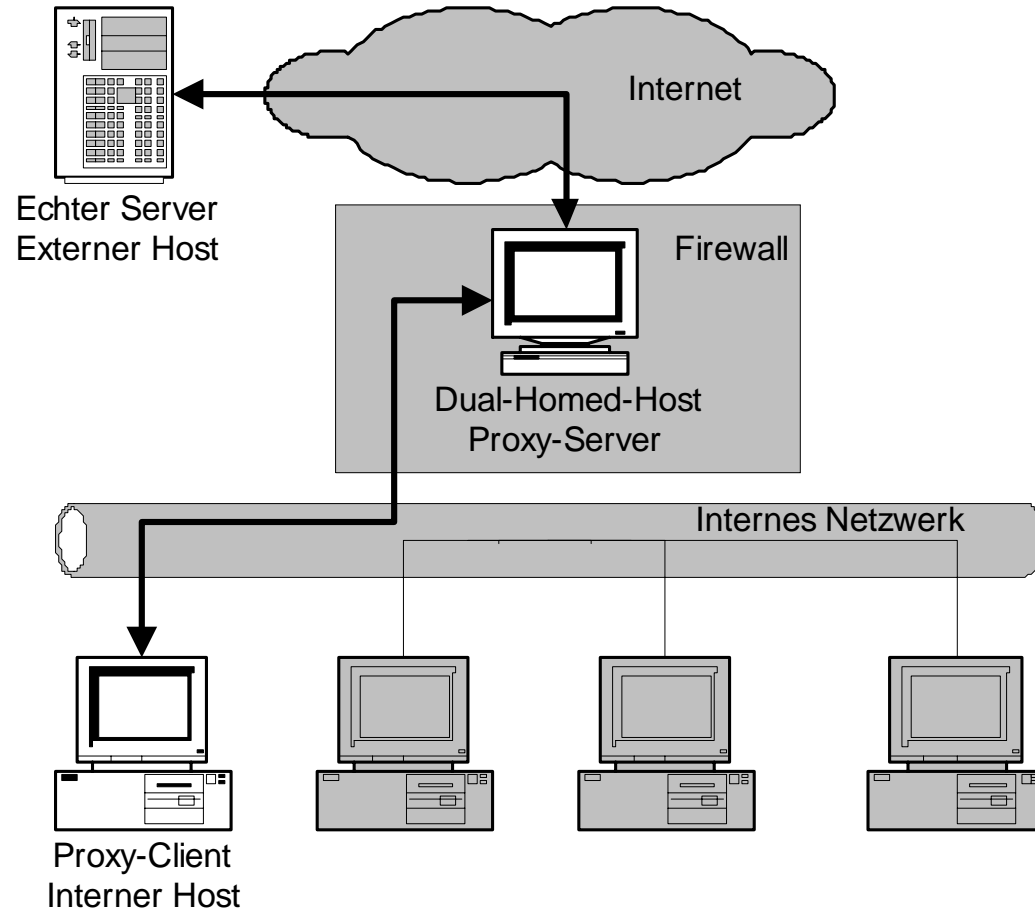 Internet
Echter Server
Externer Host
Firewall
Dual-Homed-Host
Proxy-Server
Internes Netzwerk
Proxy-Client
Interner Host